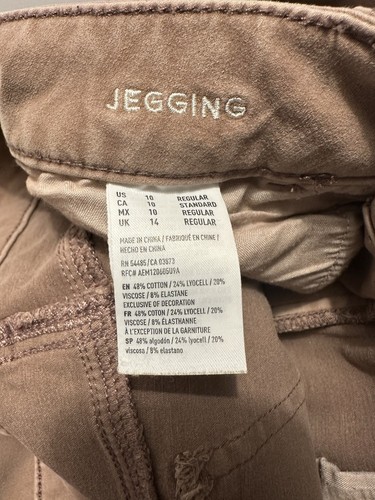 JEGGING
US 10 REGULAR
CA 10 STANDARD
MX 10 REGULAR
UK 14 REGULAR
MADE IN CHINA / FABRIQUÉ EN CHINE /
HECHO EN CHINA
RN 54485/CA 03073
RFC# AEM120605U9A
EN 48% COTTON / 24% LYOCELL / 20%
VISCOSE / 8% ELASTANE
EXCLUSIVE OF DECORATION
FR 48% COTON / 24% LYOCELL / 20%
VISCOSE / 8% ÉLASTHANNE
À L'EXCEPTION DE LA GARNITURE
SP 48% algodón / 24% lyocell / 20%
viscosa / 8% elastano